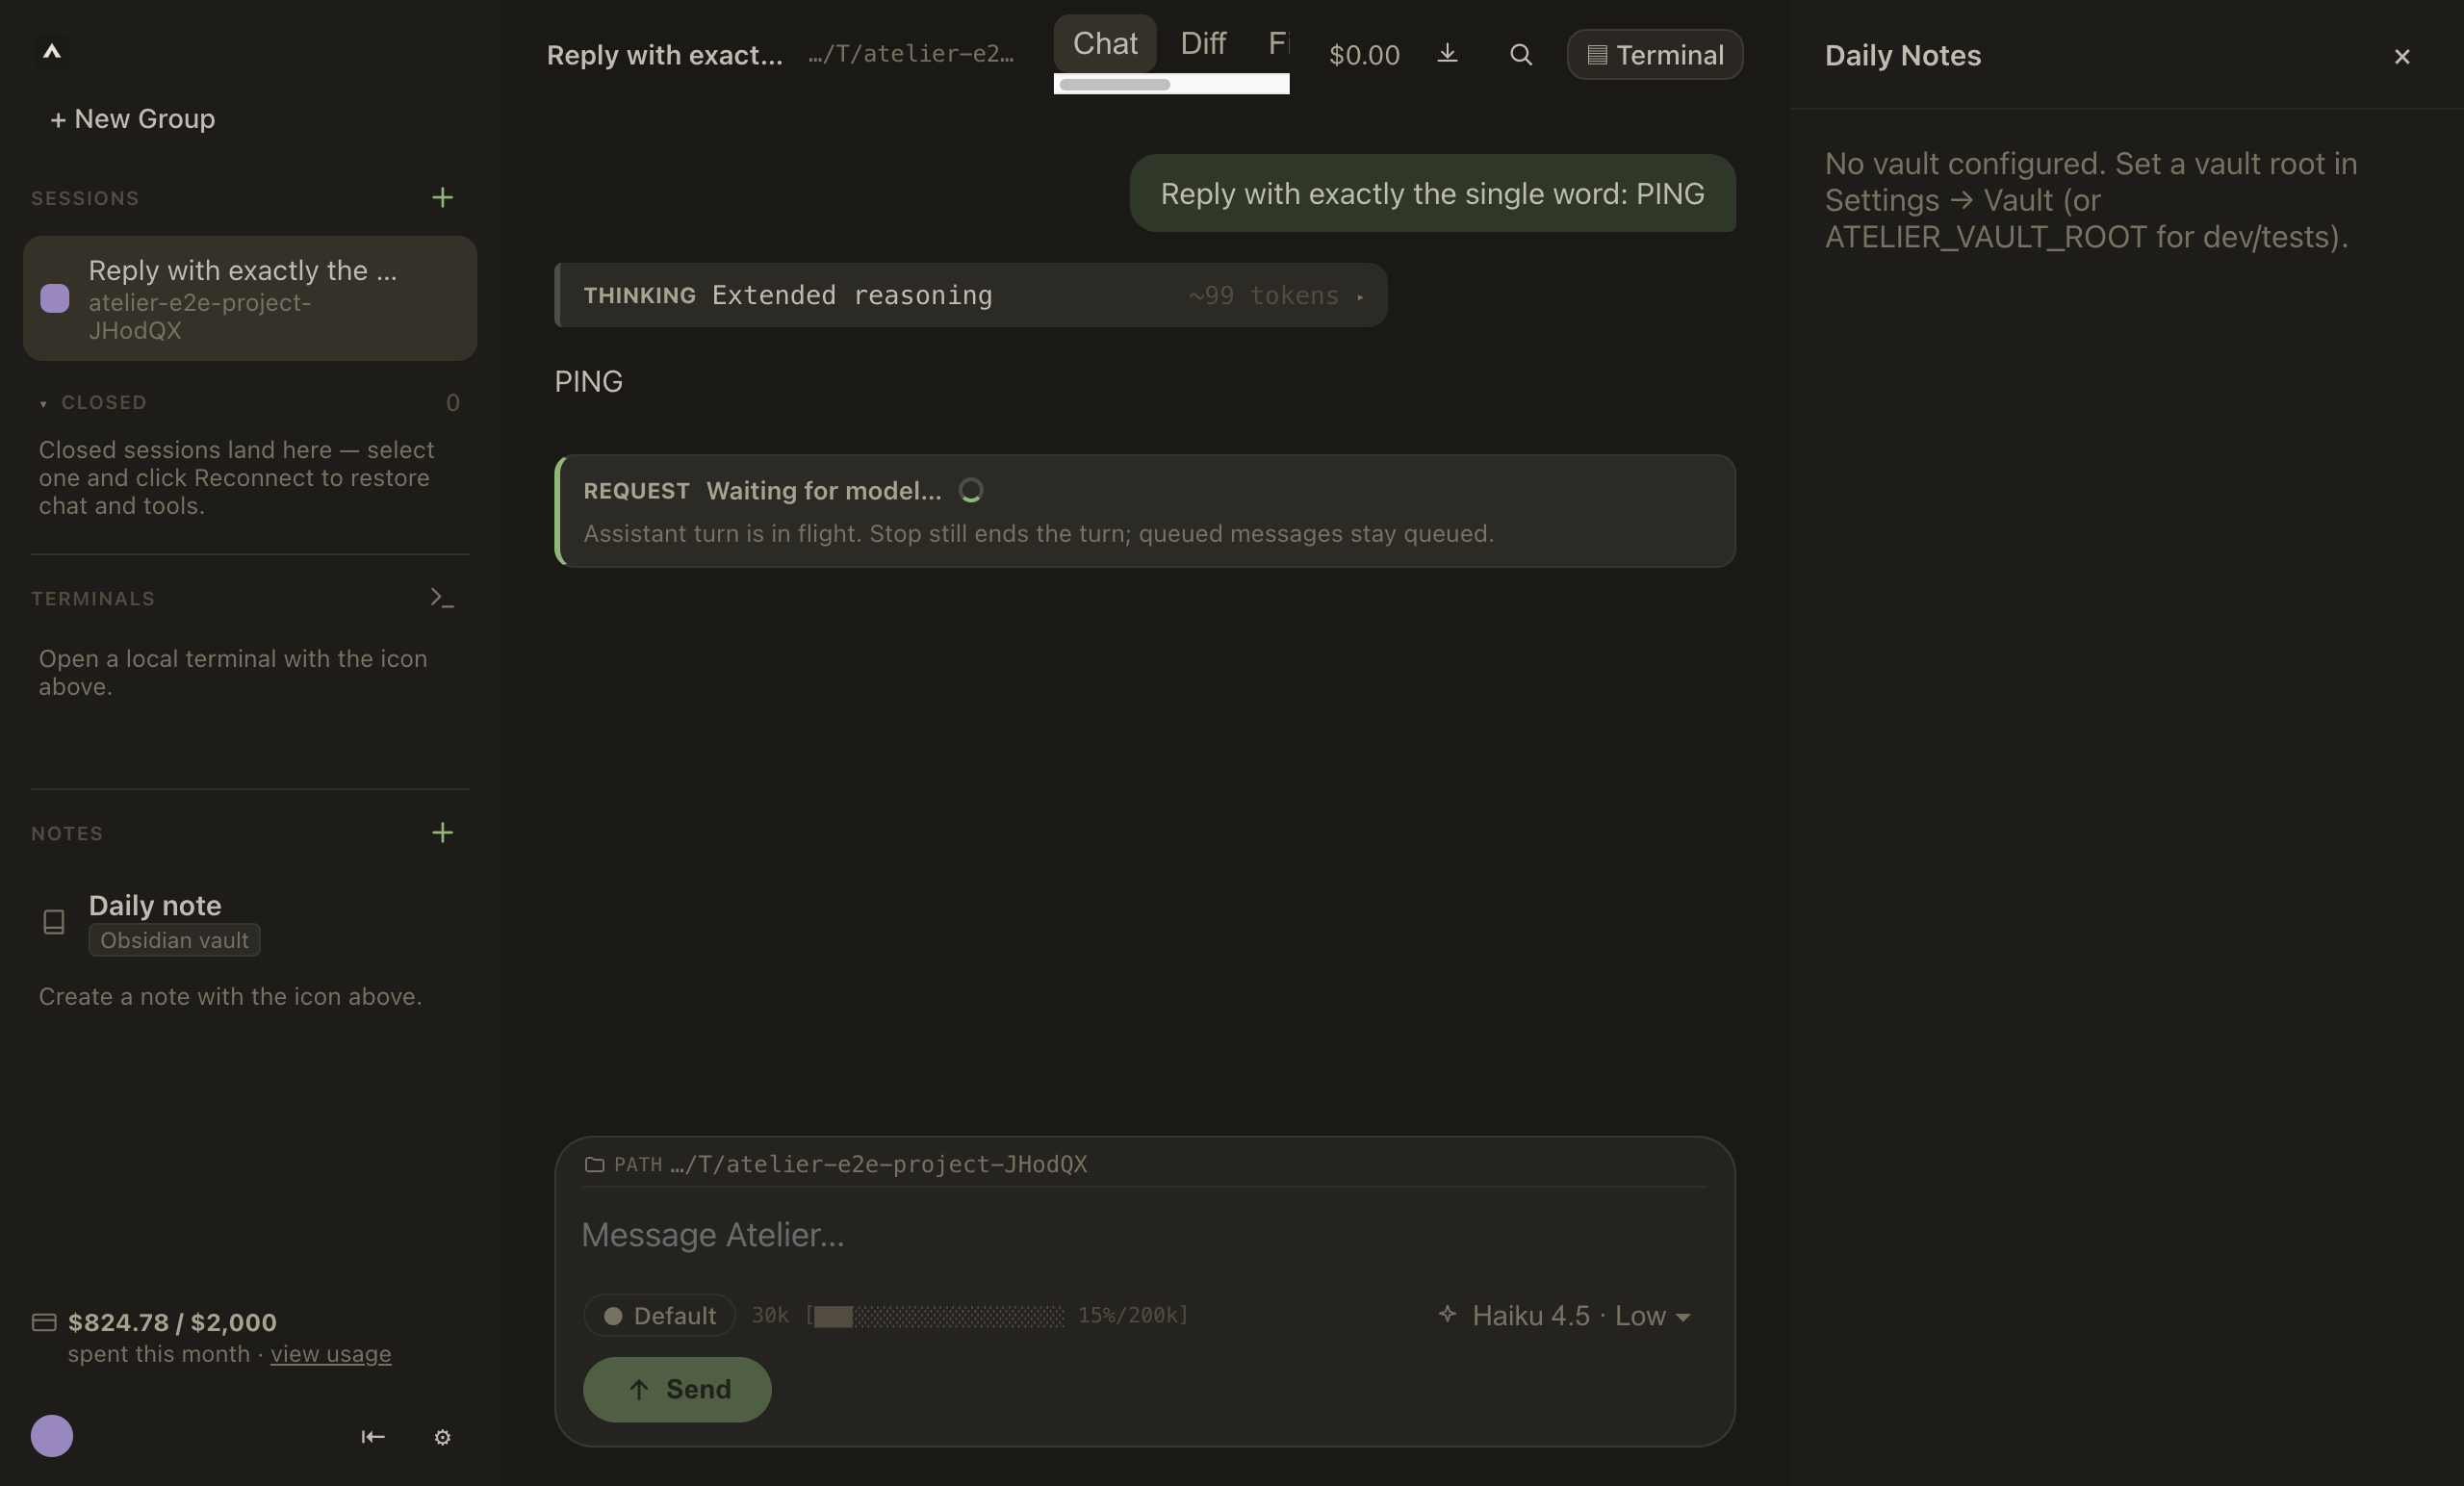 + New Group
SESSIONS
Reply with exactly the ...
atelier-e2e-project-
JHodQX
CLOSED 0
Closed sessions land here — select
one and click Reconnect to restore
chat and tools.
TERMINALS
Open a local terminal with the icon
above.
NOTES
Daily note
Obsidian vault
Create a note with the icon above.
$824.78 / $2,000
spent this month · view usage
Reply with exact... …/T/atelier-e2… Chat Diff Fi $0.00 Terminal
Reply with exactly the single word: PING
THINKING Extended reasoning ~99 tokens
PING
REQUEST Waiting for model…
Assistant turn is in flight. Stop still ends the turn; queued messages stay queued.
PATH …/T/atelier-e2e-project-JHodQX
Message Atelier...
Default 30k [███░░░░░░░░░░░░░░░░░] 15%/200k] Haiku 4.5 · Low
↑ Send
Daily Notes ×
No vault configured. Set a vault root in
Settings → Vault (or
ATELIER_VAULT_ROOT for dev/tests).